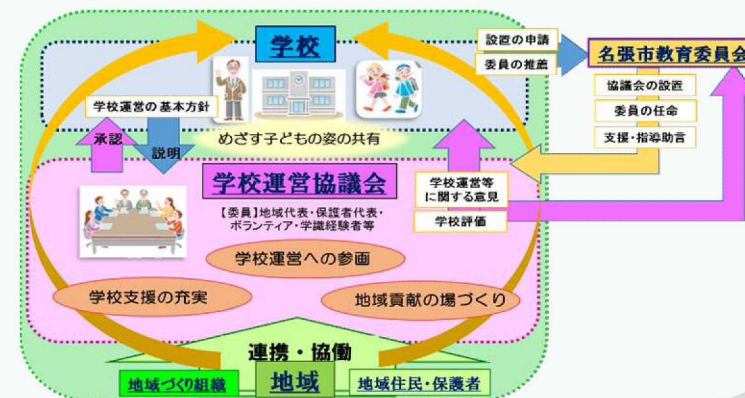 学校
設置の申請
委員の推薦
名張市教育委員会
協議会の設置
委員の任命
支援・指導助言
学校運営の基本方針
承認
説明
めざす子どもの姿の共有
学校運営協議会
【委員】地域代表・保護者代表・
ボランティア・学識経験者等
学校運営等
に関する意見
学校評価
学校運営への参画
学校支援の充実
地域貢献の場づくり
連携・協働
地域づくり組織
地域
地域住民・保護者